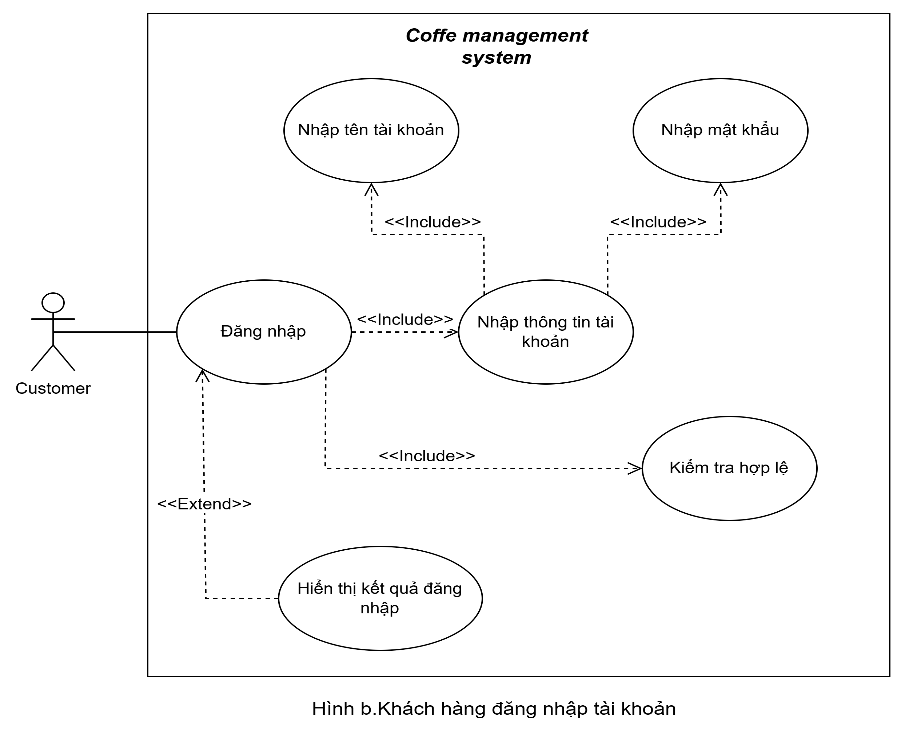 Coffe management
system
Nhập tên tài khoản
Nhập mật khẩu
<<Include>>
<<Include>>
Đăng nhập
<<Include>>
Nhập thông tin tài
khoản
Customer
<<Include>>
Kiểm tra hợp lệ
<<Extend>>
Hiển thị kết quả đăng
nhập
Hình b.Khách hàng đăng nhập tài khoản